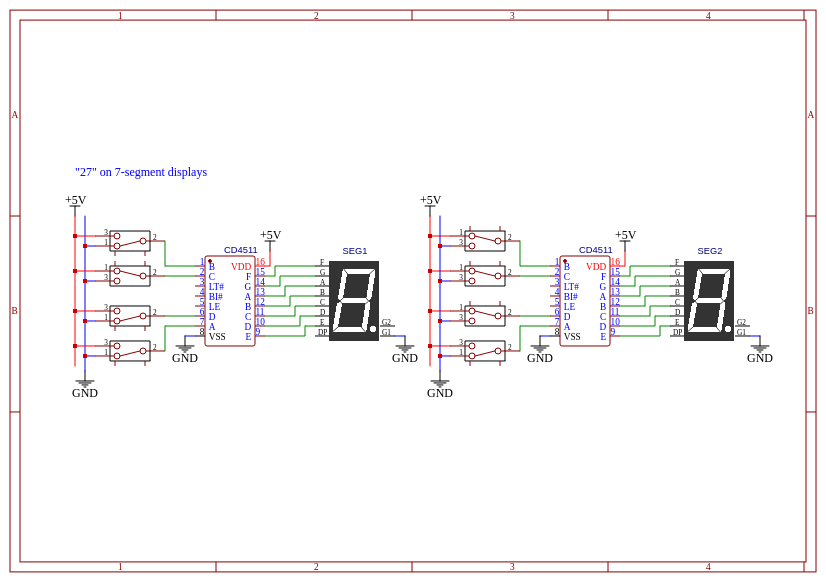 1 2 3 4
A A
"27" on 7-segment displays
+5V +5V
3 1 2 1 3 2
+5V +5V
CD4511 SEG1 CD4511 SEG2
1 B VDD 16 F 1 B VDD 16 F
2 C F 15 G 2 C F 15 G
1 3 2 1 3 2
3 LT# G 14 A 3 LT# G 14 A
4 BI# A 13 B 4 BI# A 13 B
5 LE B 12 C 5 LE B 12 C
B B
3 1 2 1 3 2
6 D C 11 D 6 D C 11 D
7 A D 10 E G2 7 A D 10 E G2
8 VSS E 9 DP G1 8 VSS E 9 DP G1
3 1 2 3 1 2
GND GND GND GND
GND GND
1 2 3 4